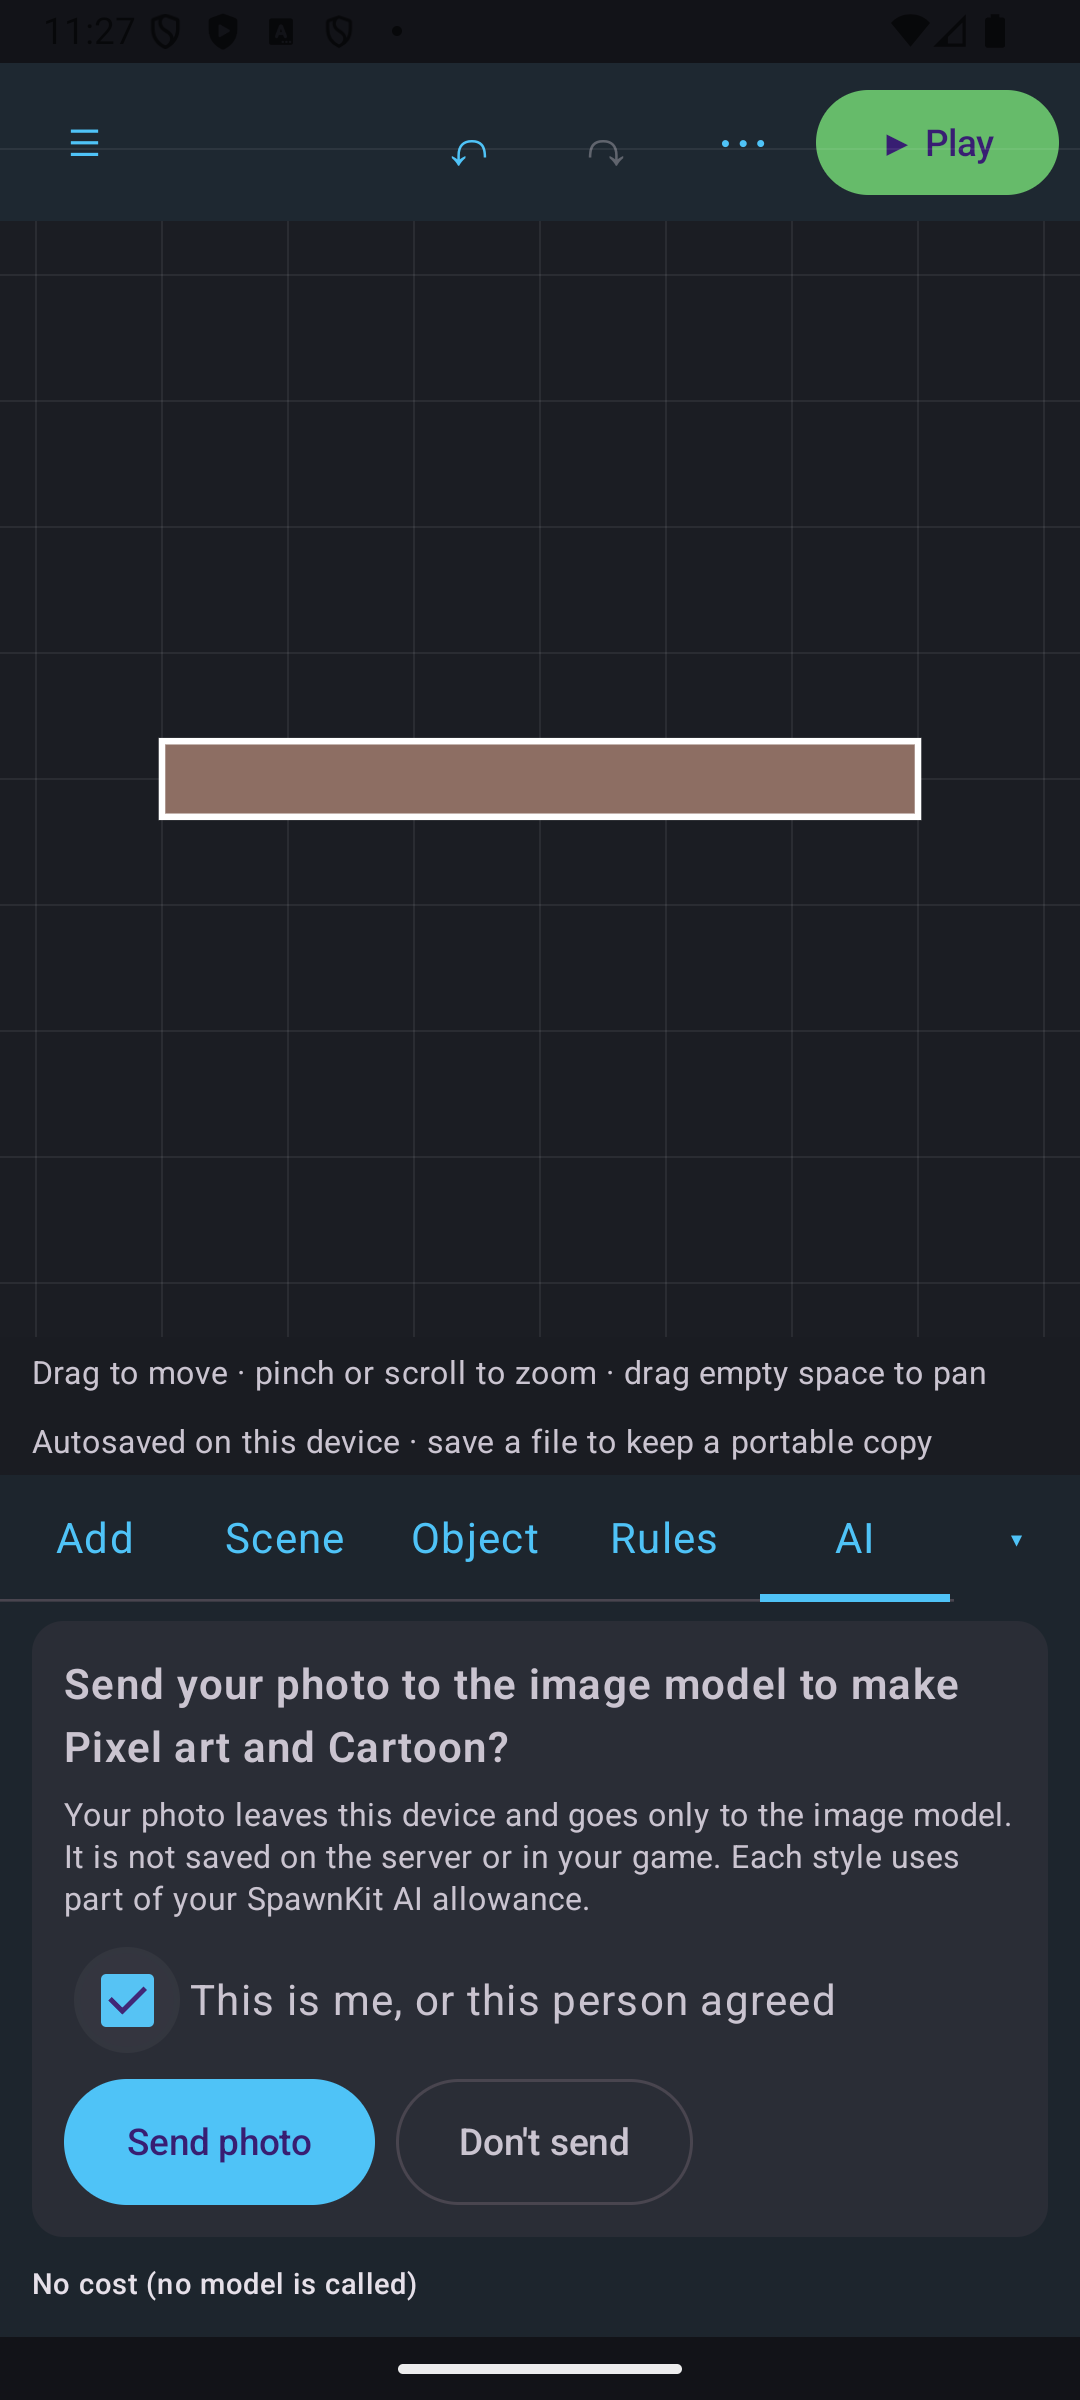 11:27
▶ Play
Drag to move · pinch or scroll to zoom · drag empty space to pan
Autosaved on this device · save a file to keep a portable copy
Add Scene Object Rules AI ▾
Send your photo to the image model to make
Pixel art and Cartoon?
Your photo leaves this device and goes only to the image model.
It is not saved on the server or in your game. Each style uses
part of your SpawnKit AI allowance.
This is me, or this person agreed
Send photo Don't send
No cost (no model is called)